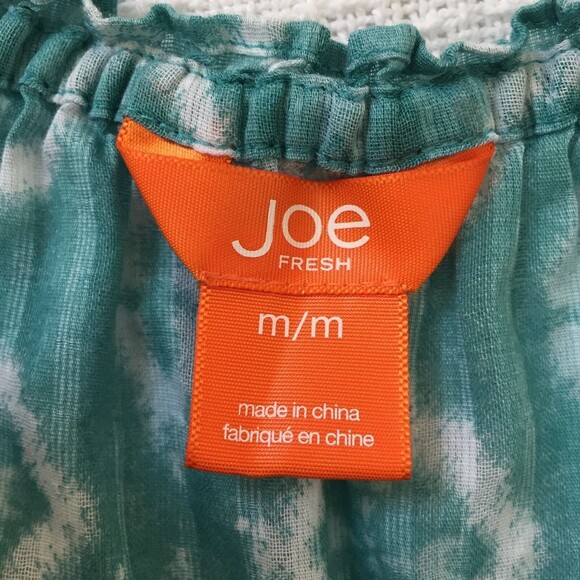 Joe
FRESH
m/m
made in china
fabriqué en chine